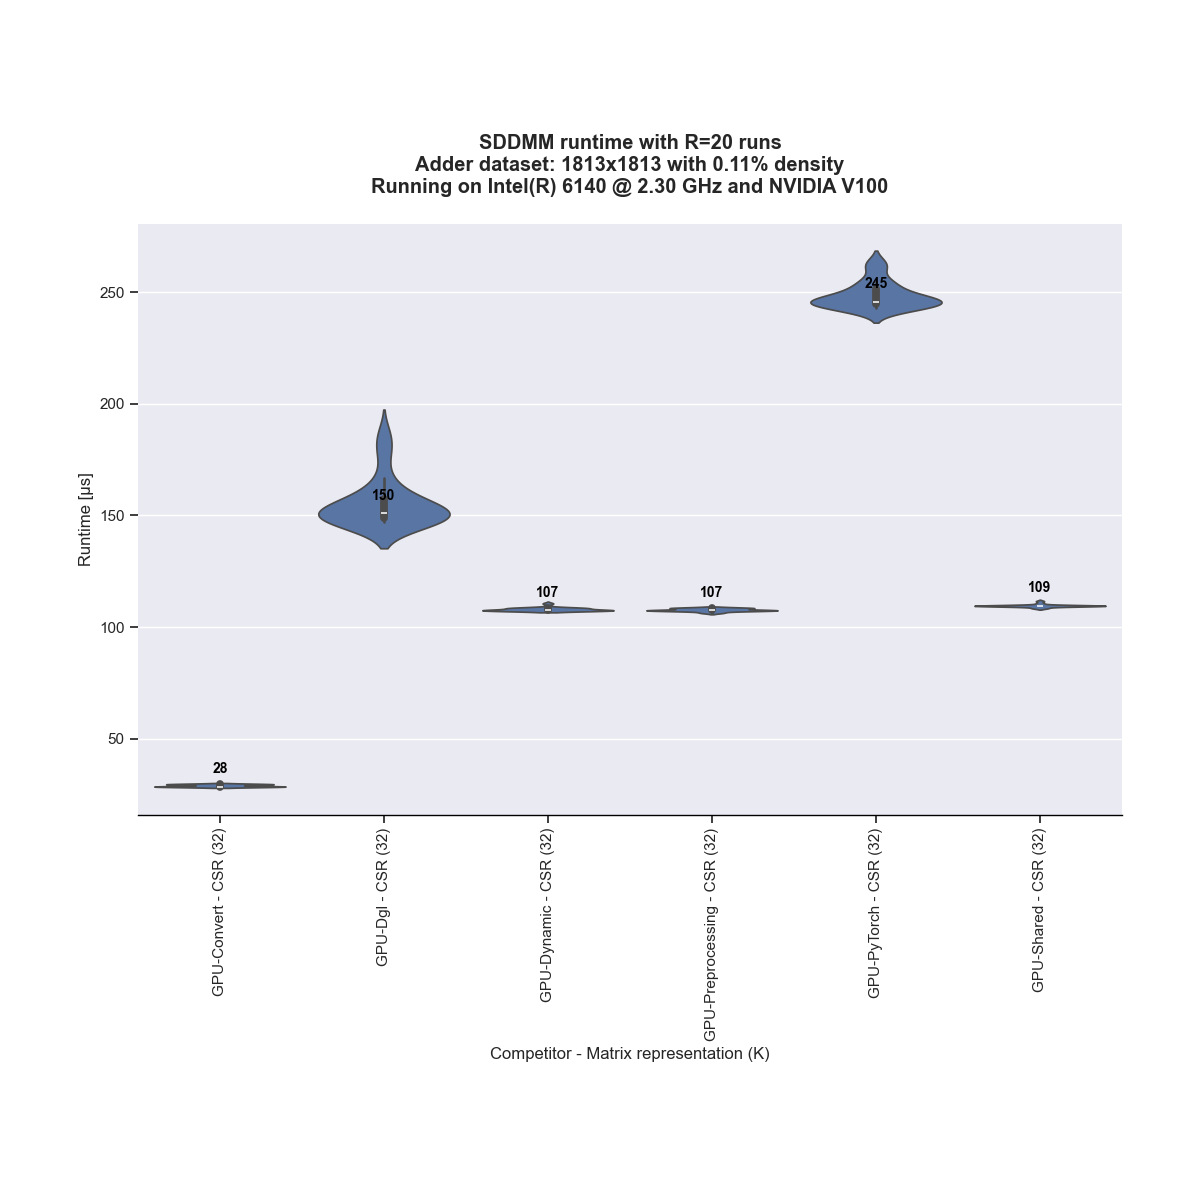 SDDMM runtime with R=20 runs
Adder dataset: 1813x1813 with 0.11% density
Running on Intel(R) 6140 @ 2.30 GHz and NVIDIA V100
Runtime [µs]
250
200
150
100
50
28
150
107
107
245
109
GPU-Convert - CSR (32)
GPU-Dgl - CSR (32)
GPU-Dynamic - CSR (32)
GPU-Preprocessing - CSR (32)
GPU-PyTorch - CSR (32)
GPU-Shared - CSR (32)
Competitor - Matrix representation (K)